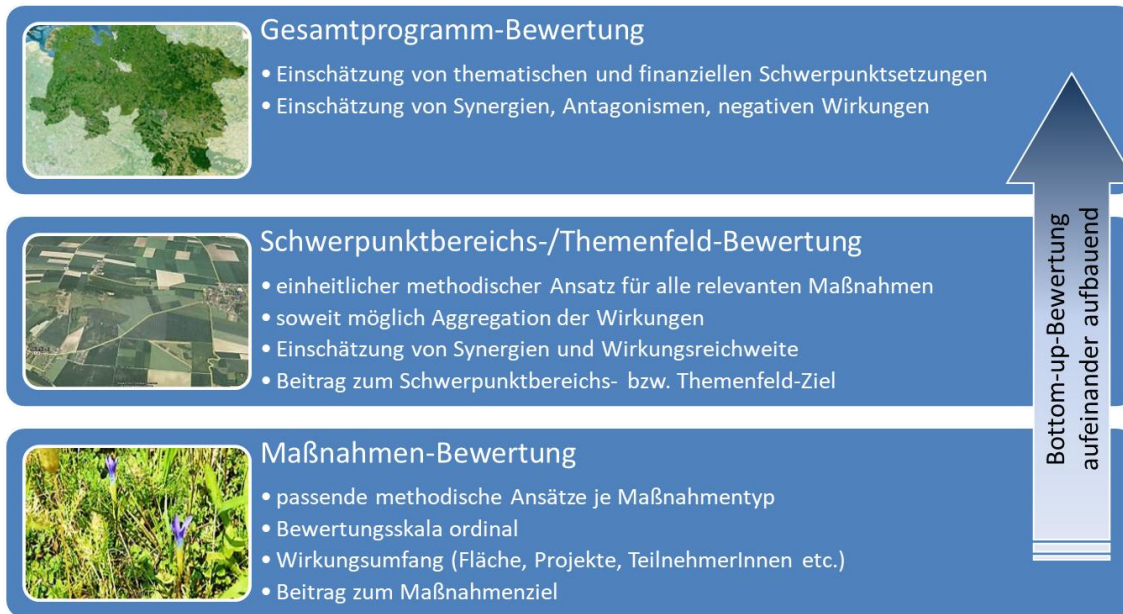 Gesamtprogramm-Bewertung
• Einschätzung von thematischen und finanziellen Schwerpunktsetzungen
• Einschätzung von Synergien, Antagonismen, negativen Wirkungen
Schwerpunktbereichs-/Themenfeld-Bewertung
• einheitlicher methodischer Ansatz für alle relevanten Maßnahmen
• soweit möglich Aggregation der Wirkungen
• Einschätzung von Synergien und Wirkungsreichweite
• Beitrag zum Schwerpunktbereichs- bzw. Themenfeld-Ziel
Maßnahmen-Bewertung
• passende methodische Ansätze je Maßnahmentyp
• Bewertungsskala ordinal
• Wirkungsumfang (Fläche, Projekte, TeilnehmerInnen etc.)
• Beitrag zum Maßnahmenziel
Bottom-up-Bewertung
aufeinander aufbauend